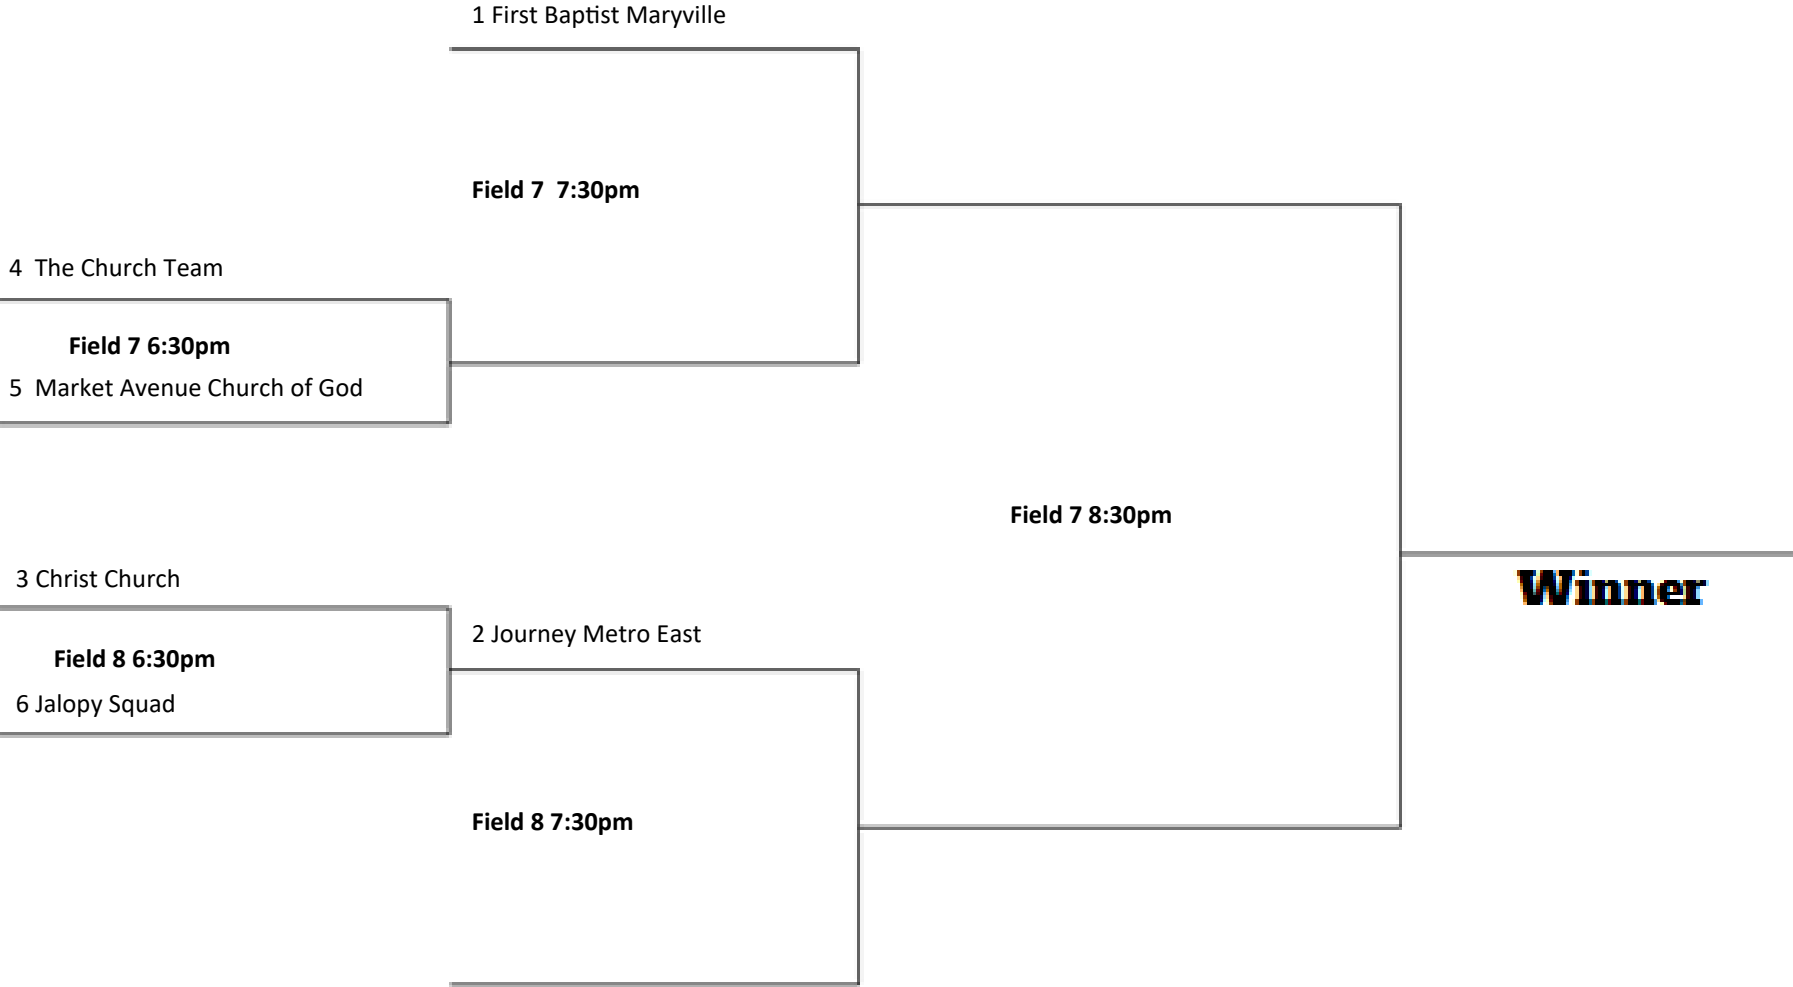 1 First Baptist Maryville
Field 7  7:30pm
4  The Church Team
Field 7 6:30pm
5  Market Avenue Church of God
Field 7 8:30pm
Winner
3 Christ Church
2 Journey Metro East
Field 8 6:30pm
6 Jalopy Squad
Field 8 7:30pm